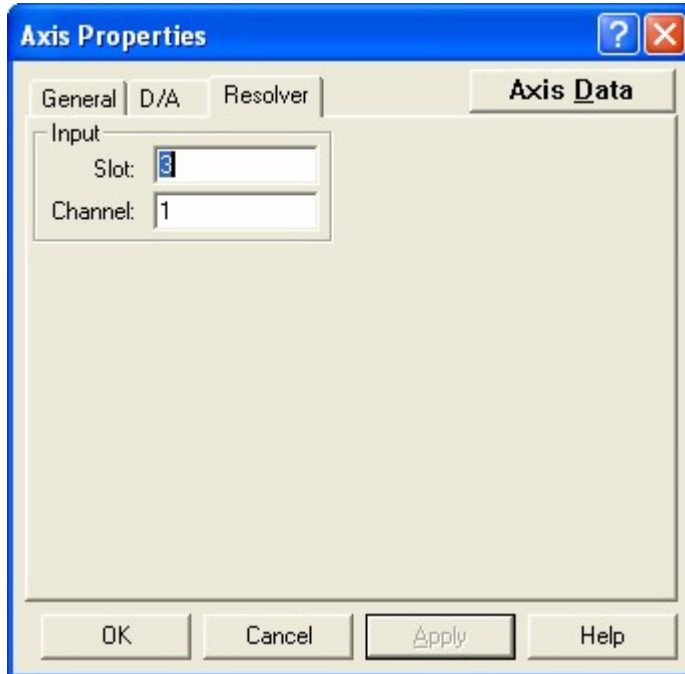 Axis Properties
General D/A Resolver Axis Data
Input
Slot: 3
Channel: 1
OK Cancel Apply Help